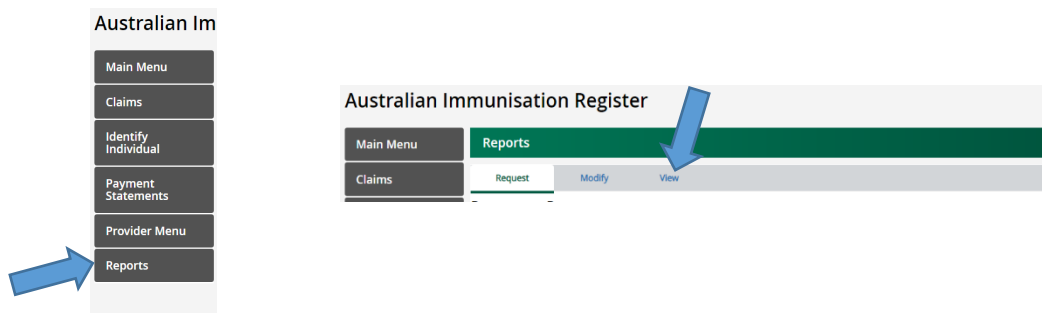 Australian Im
Main Menu
Claims
Identify
Individual
Payment
Statements
Provider Menu
Reports
Australian Immunisation Register
Main Menu
Reports
Claims
Request Modify View